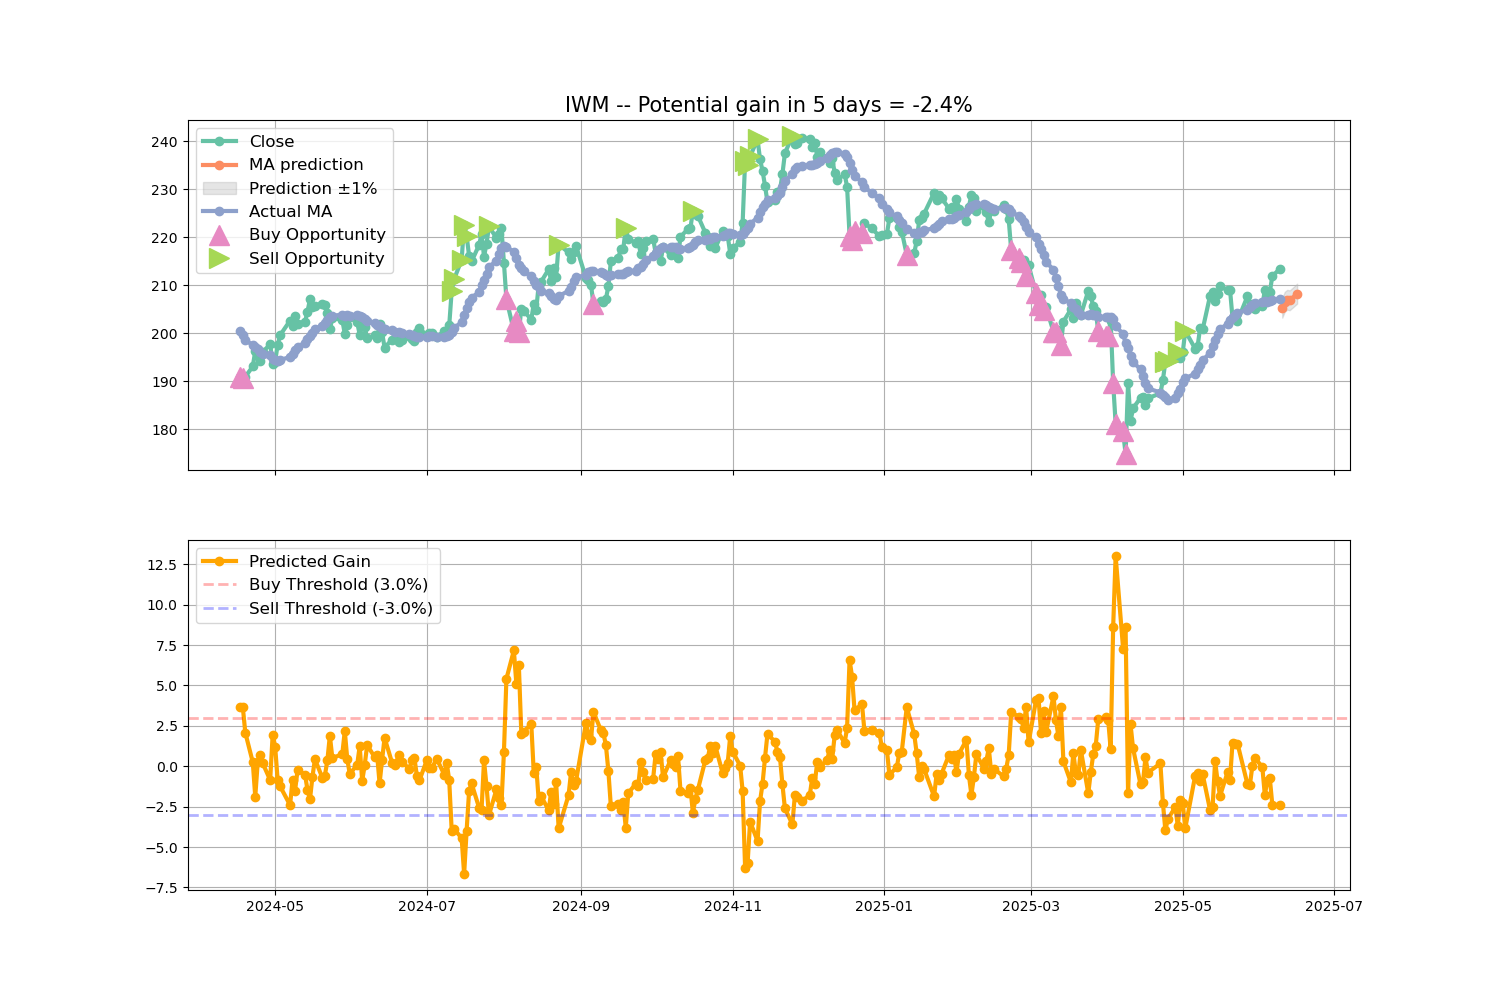 IWM -- Potential gain in 5 days = -2.4%
Close
MA prediction
Prediction ±1%
Actual MA
Buy Opportunity
Sell Opportunity
240
230
220
210
200
190
180
Predicted Gain
Buy Threshold (3.0%)
Sell Threshold (-3.0%)
12.5
10.0
7.5
5.0
2.5
0.0
−2.5
−5.0
−7.5
2024-05 2024-07 2024-09 2024-11 2025-01 2025-03 2025-05 2025-07